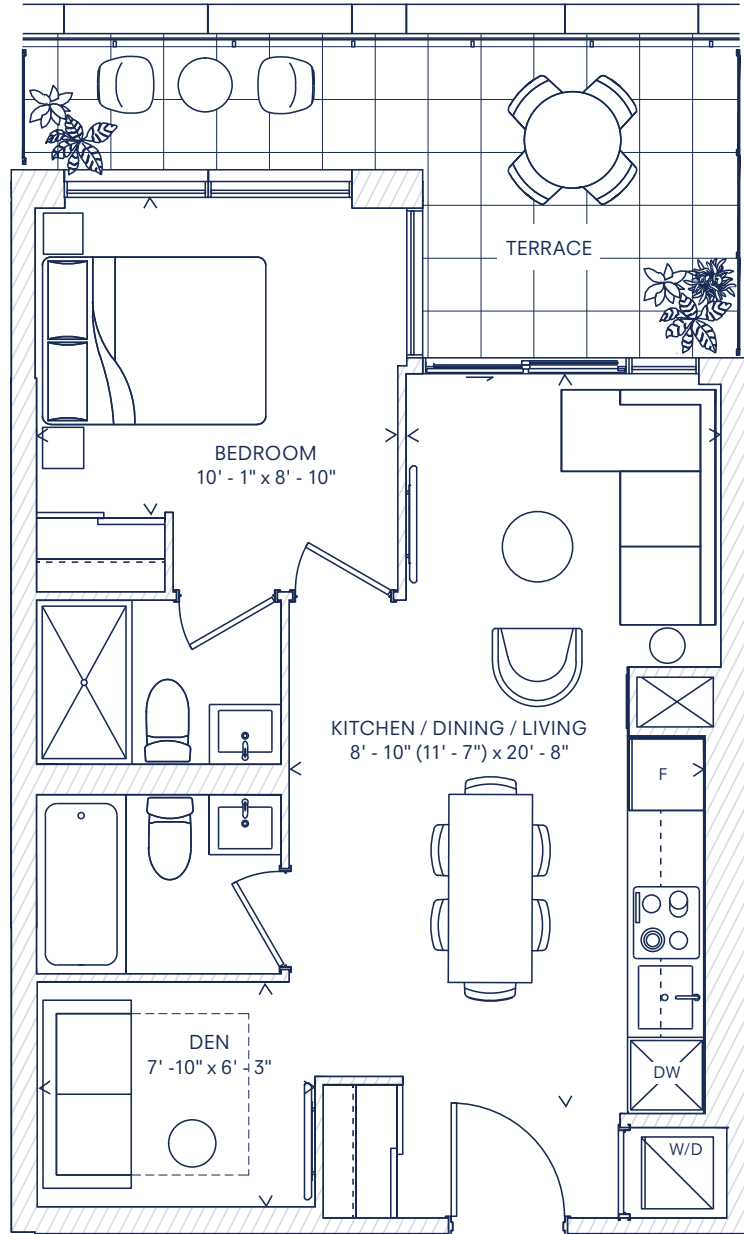 TERRACE
BEDROOM
10' - 1" x 8' - 10"
KITCHEN / DINING / LIVING
8' - 10" (11' - 7") x 20' - 8"
F
DEN
7' -10" x 6' - 3"
DW
W/D